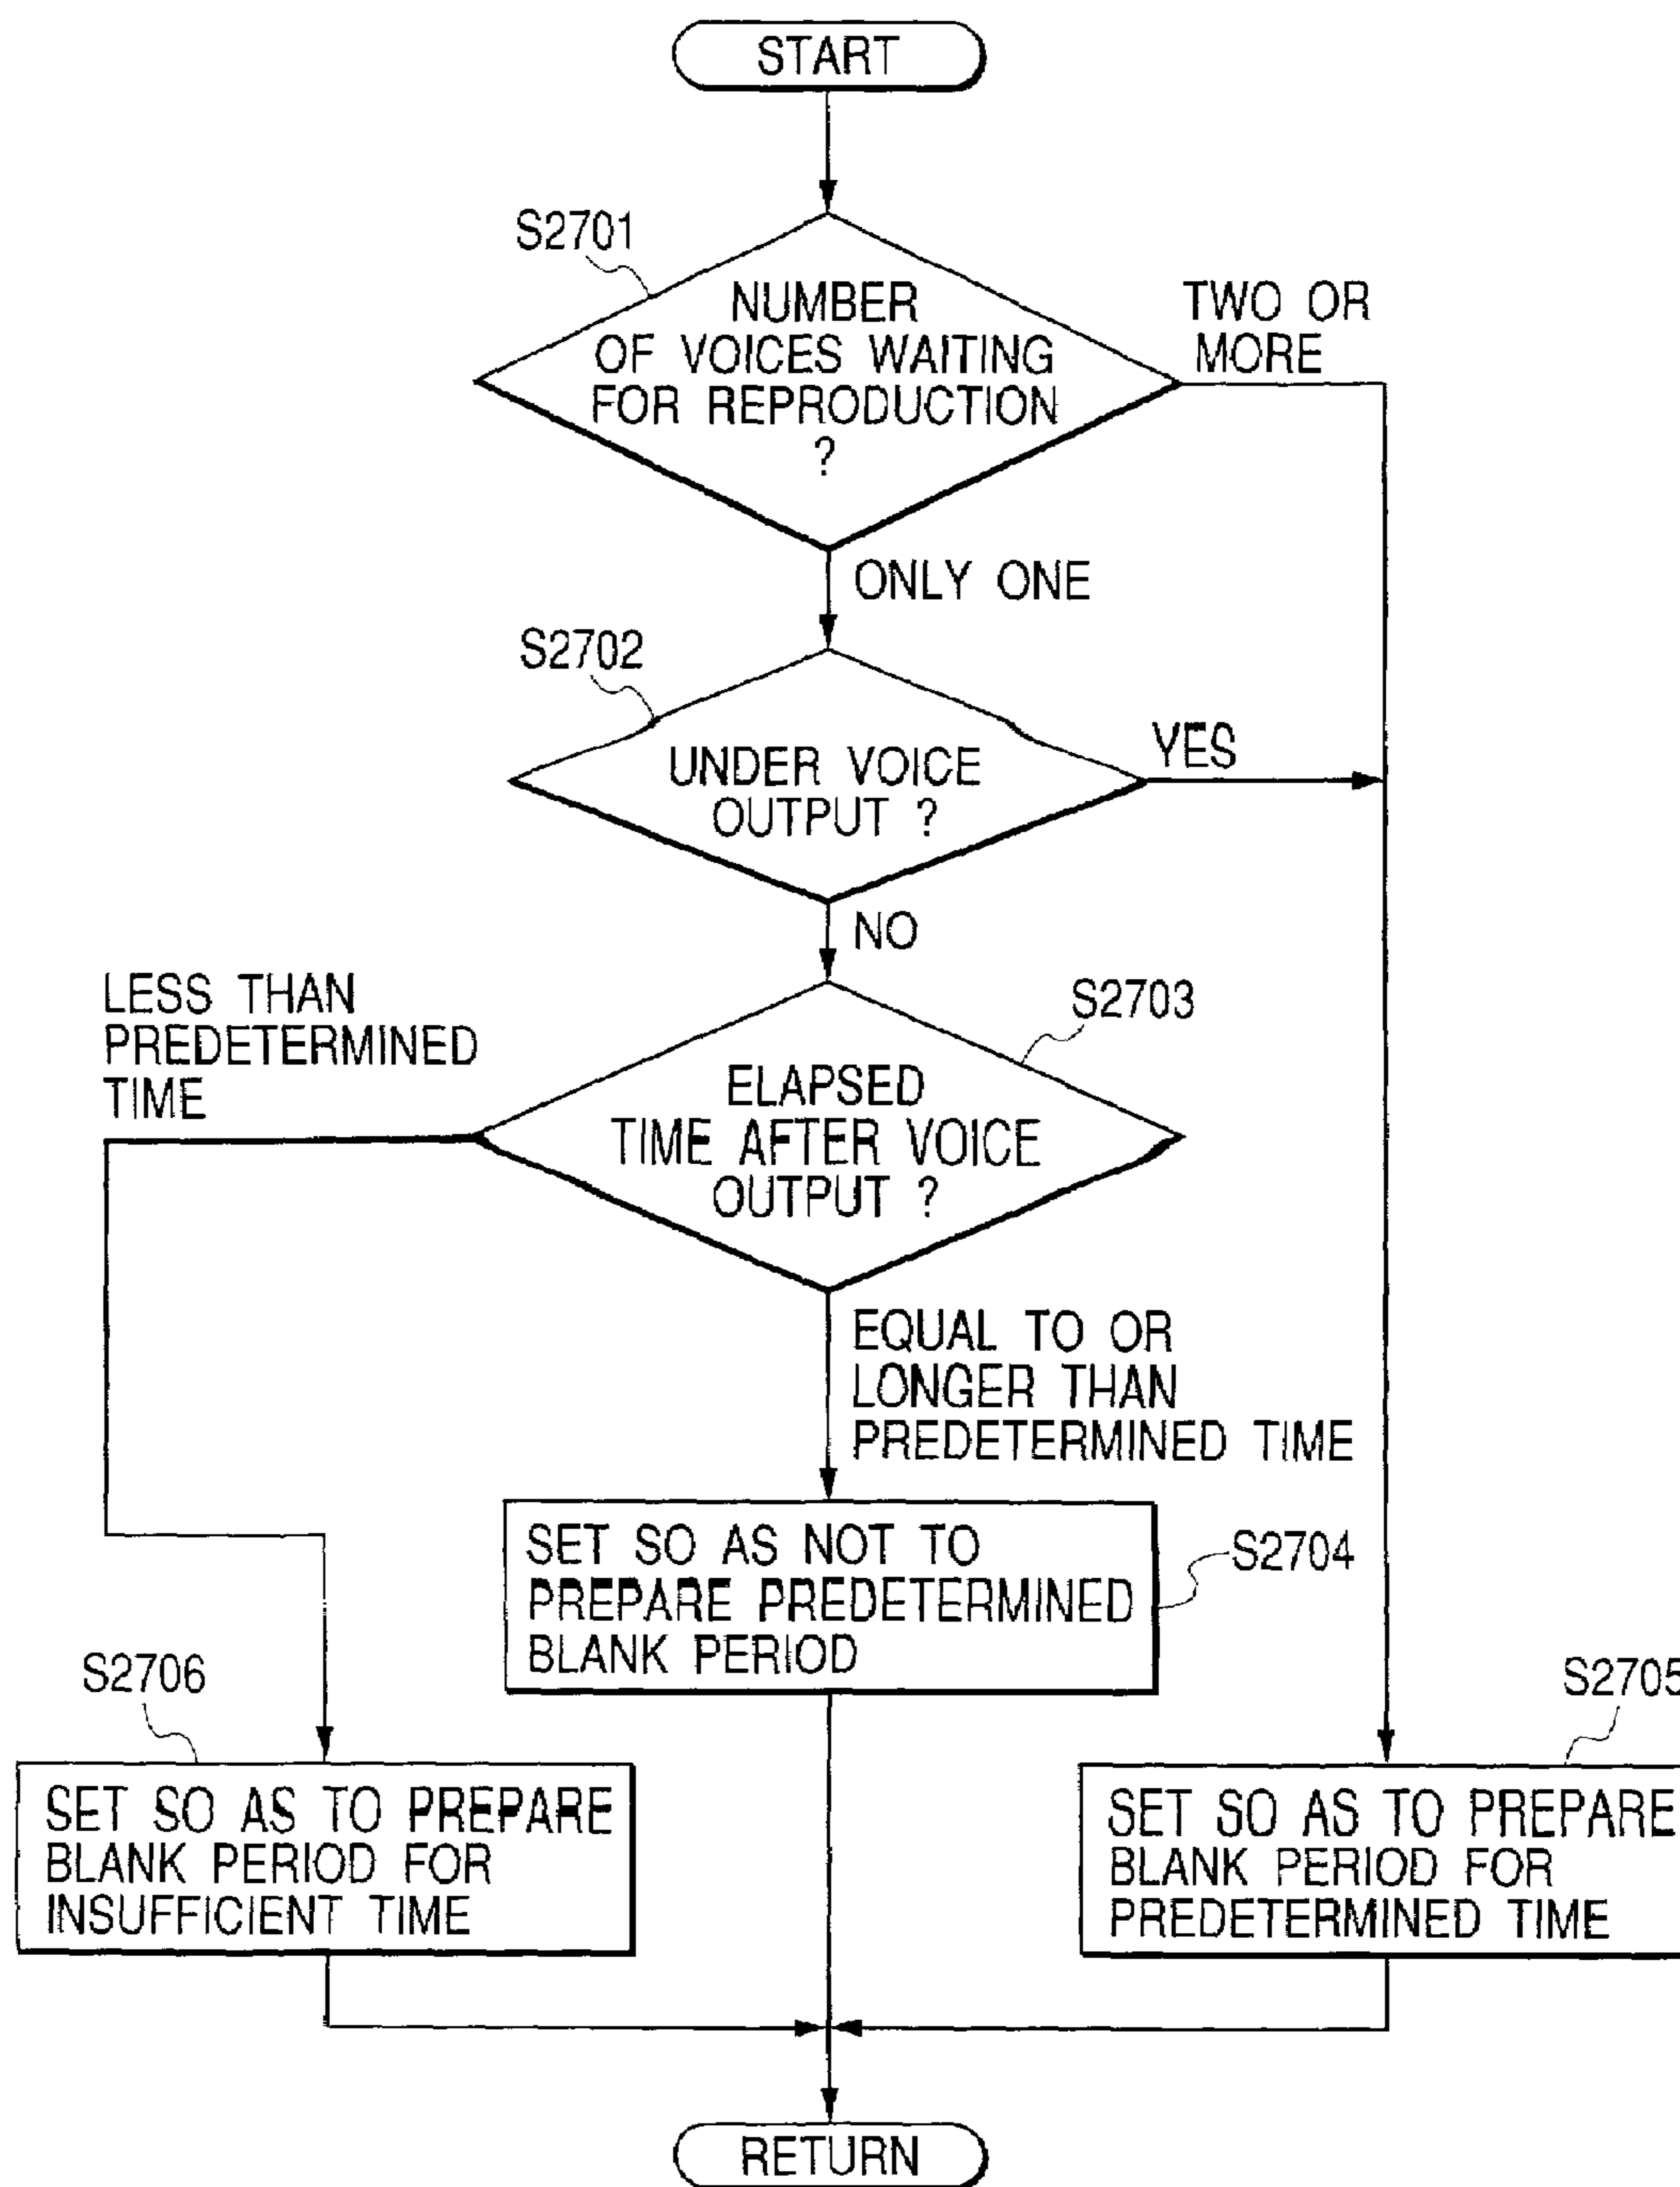 START
S2701
NUMBER
OF VOICES WAITING
FOR REPRODUCTION
?
TWO OR
MORE
ONLY ONE
S2702
UNDER VOICE
OUTPUT ?
YES
NO
LESS THAN
PREDETERMINED
TIME
S2703
ELAPSED
TIME AFTER VOICE
OUTPUT ?
EQUAL TO OR
LONGER THAN
PREDETERMINED TIME
SET SO AS NOT TO
PREPARE PREDETERMINED
BLANK PERIOD
S2704
S2706
SET SO AS TO PREPARE
BLANK PERIOD FOR
INSUFFICIENT TIME
S2705
SET SO AS TO PREPARE
BLANK PERIOD FOR
PREDETERMINED TIME
RETURN